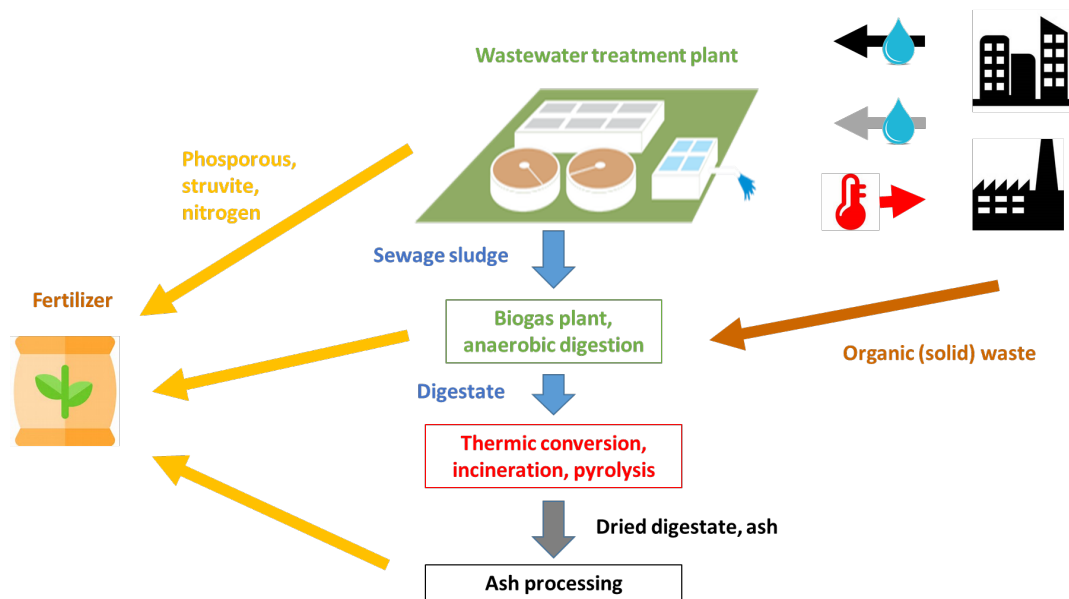 Wastewater treatment plant
Phosporous,
struvite,
nitrogen
Sewage sludge
Fertilizer
Biogas plant,
anaerobic digestion
Organic (solid) waste
Digestate
Thermic conversion,
incineration, pyrolysis
Dried digestate, ash
Ash processing